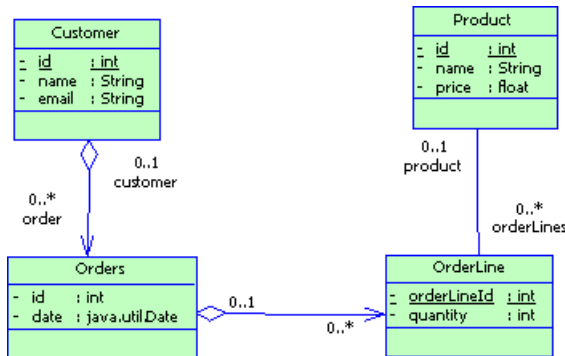 Customer
- id : int
- name : String
- email : String
Product
- id : int
- name : String
- price : float
0..1
customer
0..*
order
0..1
product
0..*
orderLines
Orders
- id : int
- date : java.util.Date
0..1
0..*
OrderLine
- orderLineId : int
- quantity : int